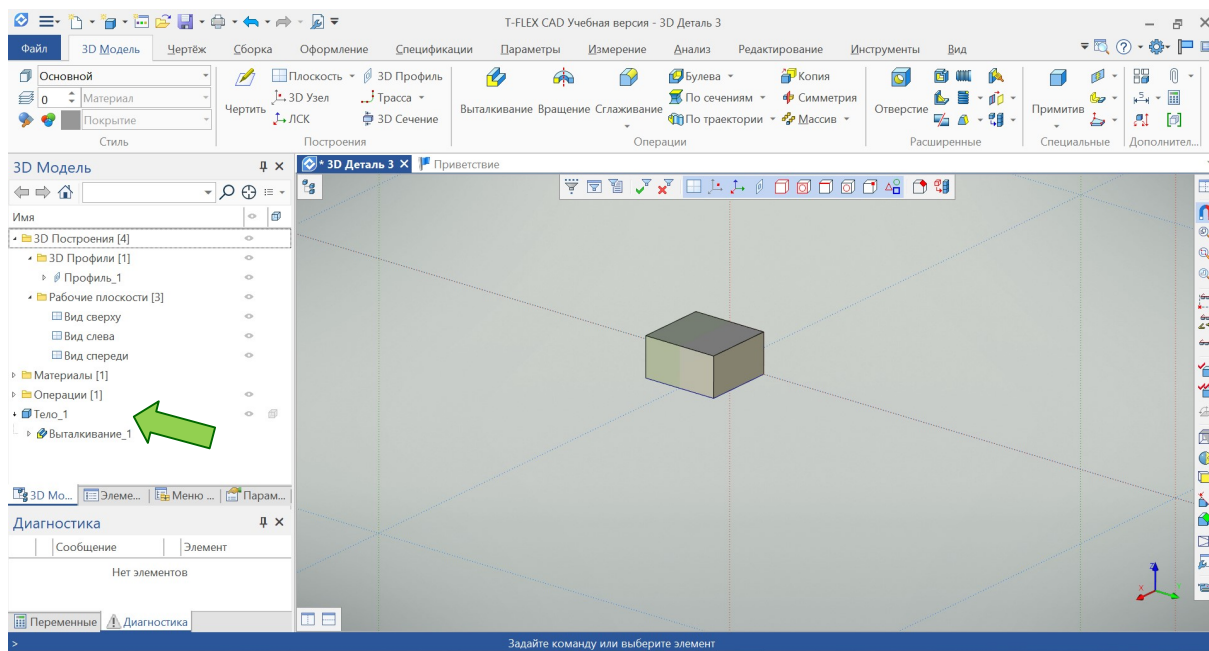 T-FLEX CAD Учебная версия - 3D Деталь 3
Файл 3D Модель Чертёж Сборка Оформление Спецификации Параметры Измерение Анализ Редактирование Инструменты Вид
Основной
0 Материал
Покрытие
Стиль
Чертить
Плоскость 3D Профиль
3D Узел Трасса
ЛСК 3D Сечение
Построения
Выталкивание Вращение Сглаживание
Булева Копия
По сечениям Симметрия
По траектории Массив
Операции
Отверстие
Расширенные
Примитив
Специальные
5
Дополнител...
3D Модель
* 3D Деталь 3 X Приветствие
Имя
3D Построения [4]
3D Профили [1]
Профиль_1
Рабочие плоскости [3]
Вид сверху
Вид слева
Вид спереди
Материалы [1]
Операции [1]
Тело_1
Выталкивание_1
3D Мо... Элеме... Меню ... Парам...
Диагностика
Сообщение Элемент
Нет элементов
Z
X Y
Переменные Диагностика
> Задайте команду или выберите элемент